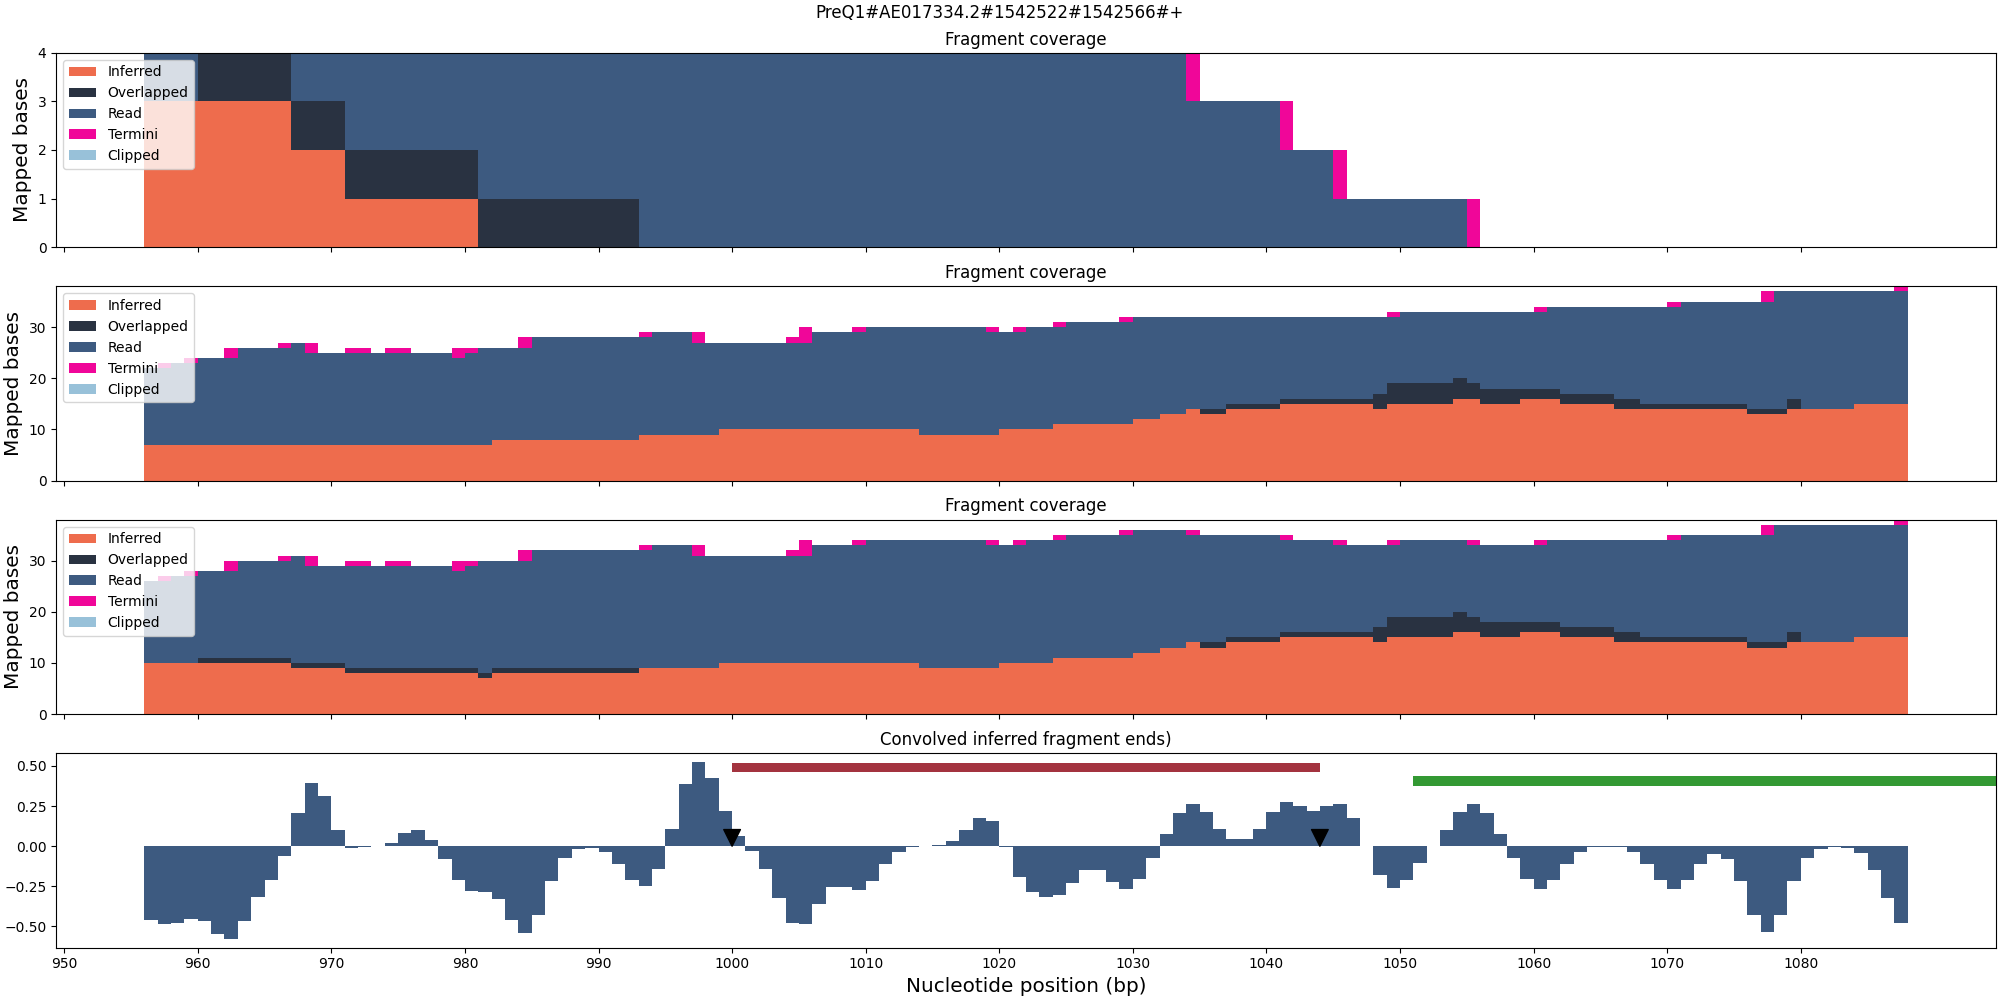 PreQ1#AE017334.2#1542522#1542566#+
Fragment coverage
Mapped bases
4
3
2
1
0
Inferred
Overlapped
Read
Termini
Clipped
Fragment coverage
Mapped bases
30
20
10
0
Inferred
Overlapped
Read
Termini
Clipped
Fragment coverage
Mapped bases
30
20
10
0
Inferred
Overlapped
Read
Termini
Clipped
Convolved inferred fragment ends)
0.50
0.25
0.00
−0.25
−0.50
950 960 970 980 990 1000 1010 1020 1030 1040 1050 1060 1070 1080
Nucleotide position (bp)